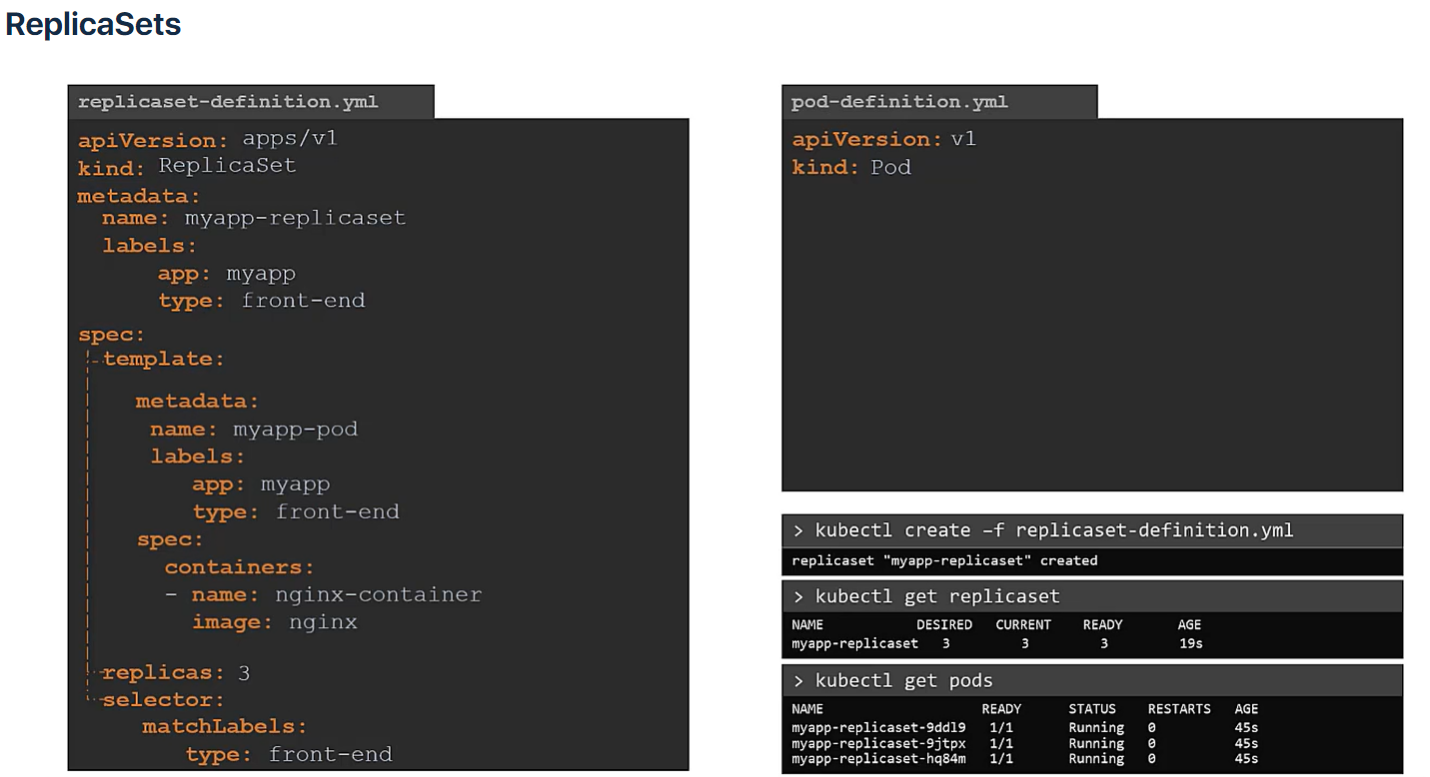 ReplicaSets
replicaset-definition.yml
apiVersion: apps/v1
kind: ReplicaSet
metadata:
name: myapp-replicaset
labels:
app: myapp
type: front-end
spec:
template:
metadata:
name: myapp-pod
labels:
app: myapp
type: front-end
spec:
containers:
- name: nginx-container
image: nginx
replicas: 3
selector:
matchLabels:
type: front-end
pod-definition.yml
apiVersion: v1
kind: Pod
> kubectl create –f replicaset-definition.yml
replicaset "myapp-replicaset" created
> kubectl get replicaset
NAME DESIRED CURRENT READY AGE
myapp-replicaset 3 3 3 19s
> kubectl get pods
NAME READY STATUS RESTARTS AGE
myapp-replicaset-9ddl9 1/1 Running 0 45s
myapp-replicaset-9jtpx 1/1 Running 0 45s
myapp-replicaset-hq84m 1/1 Running 0 45s